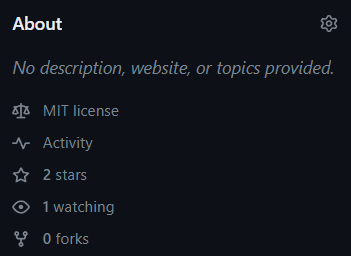 About
No description, website, or topics provided.
MIT license
Activity
2 stars
1 watching
0 forks